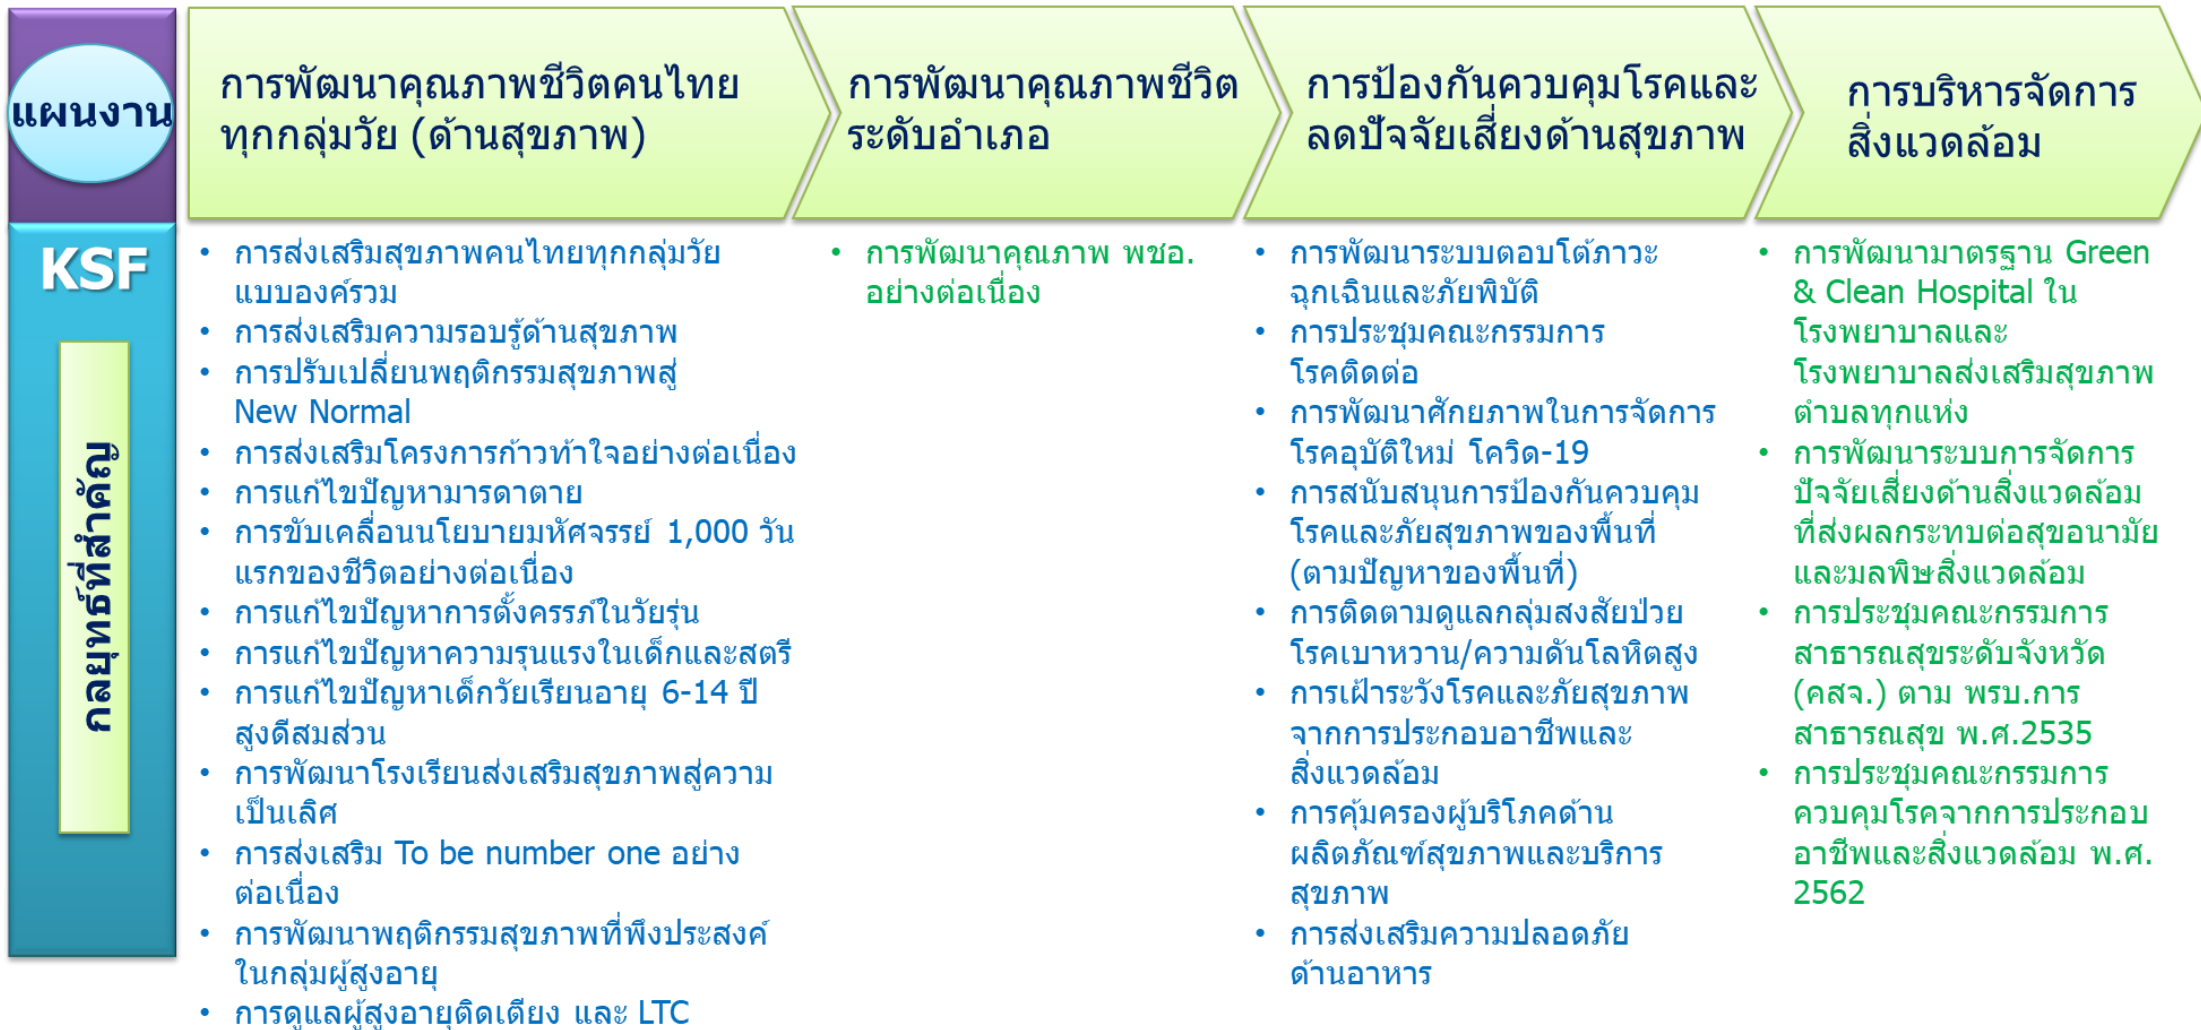 แผนงาน
การพัฒนาคุณภาพชีวิตคนไทย
ทุกกลุ่มวัย (ด้านสุขภาพ)
การพัฒนาคุณภาพชีวิต
ระดับอำเภอ
การป้องกันควบคุมโรคและ
ลดปัจจัยเสี่ยงด้านสุขภาพ
การบริหารจัดการ
สิ่งแวดล้อม
KSF
กลยุทธ์ที่สำคัญ
• การส่งเสริมสุขภาพคนไทยทุกกลุ่มวัย
แบบองค์รวม
• การส่งเสริมความรอบรู้ด้านสุขภาพ
• การปรับเปลี่ยนพฤติกรรมสุขภาพสู่
New Normal
• การส่งเสริมโครงการก้าวท้าใจอย่างต่อเนื่อง
• การแก้ไขปัญหามารดาตาย
• การขับเคลื่อนนโยบายมหัศจรรย์ 1,000 วัน
แรกของชีวิตอย่างต่อเนื่อง
• การแก้ไขปัญหาการตั้งครรภ์ในวัยรุ่น
• การแก้ไขปัญหาความรุนแรงในเด็กและสตรี
• การแก้ไขปัญหาเด็กวัยเรียนอายุ 6-14 ปี
สูงดีสมส่วน
• การพัฒนาโรงเรียนส่งเสริมสุขภาพสู่ความ
เป็นเลิศ
• การส่งเสริม To be number one อย่าง
ต่อเนื่อง
• การพัฒนาพฤติกรรมสุขภาพที่พึงประสงค์
ในกลุ่มผู้สูงอายุ
• การดูแลผู้สูงอายุติดเตียง และ LTC
• การพัฒนาคุณภาพ พชอ.
อย่างต่อเนื่อง
• การพัฒนาระบบตอบโต้ภาวะ
ฉุกเฉินและภัยพิบัติ
• การประชุมคณะกรรมการ
โรคติดต่อ
• การพัฒนาศักยภาพในการจัดการ
โรคอุบัติใหม่ โควิด-19
• การสนับสนุนการป้องกันควบคุม
โรคและภัยสุขภาพของพื้นที่
(ตามปัญหาของพื้นที่)
• การติดตามดูแลกลุ่มสงสัยป่วย
โรคเบาหวาน/ความดันโลหิตสูง
• การเฝ้าระวังโรคและภัยสุขภาพ
จากการประกอบอาชีพและ
สิ่งแวดล้อม
• การคุ้มครองผู้บริโภคด้าน
ผลิตภัณฑ์สุขภาพและบริการ
สุขภาพ
• การส่งเสริมความปลอดภัย
ด้านอาหาร
• การพัฒนามาตรฐาน Green
& Clean Hospital ใน
โรงพยาบาลและ
โรงพยาบาลส่งเสริมสุขภาพ
ตำบลทุกแห่ง
• การพัฒนาระบบการจัดการ
ปัจจัยเสี่ยงด้านสิ่งแวดล้อม
ที่ส่งผลกระทบต่อสุขอนามัย
และมลพิษสิ่งแวดล้อม
• การประชุมคณะกรรมการ
สาธารณสุขระดับจังหวัด
(คสจ.) ตาม พรบ.การ
สาธารณสุข พ.ศ.2535
• การประชุมคณะกรรมการ
ควบคุมโรคจากการประกอบ
อาชีพและสิ่งแวดล้อม พ.ศ.
2562